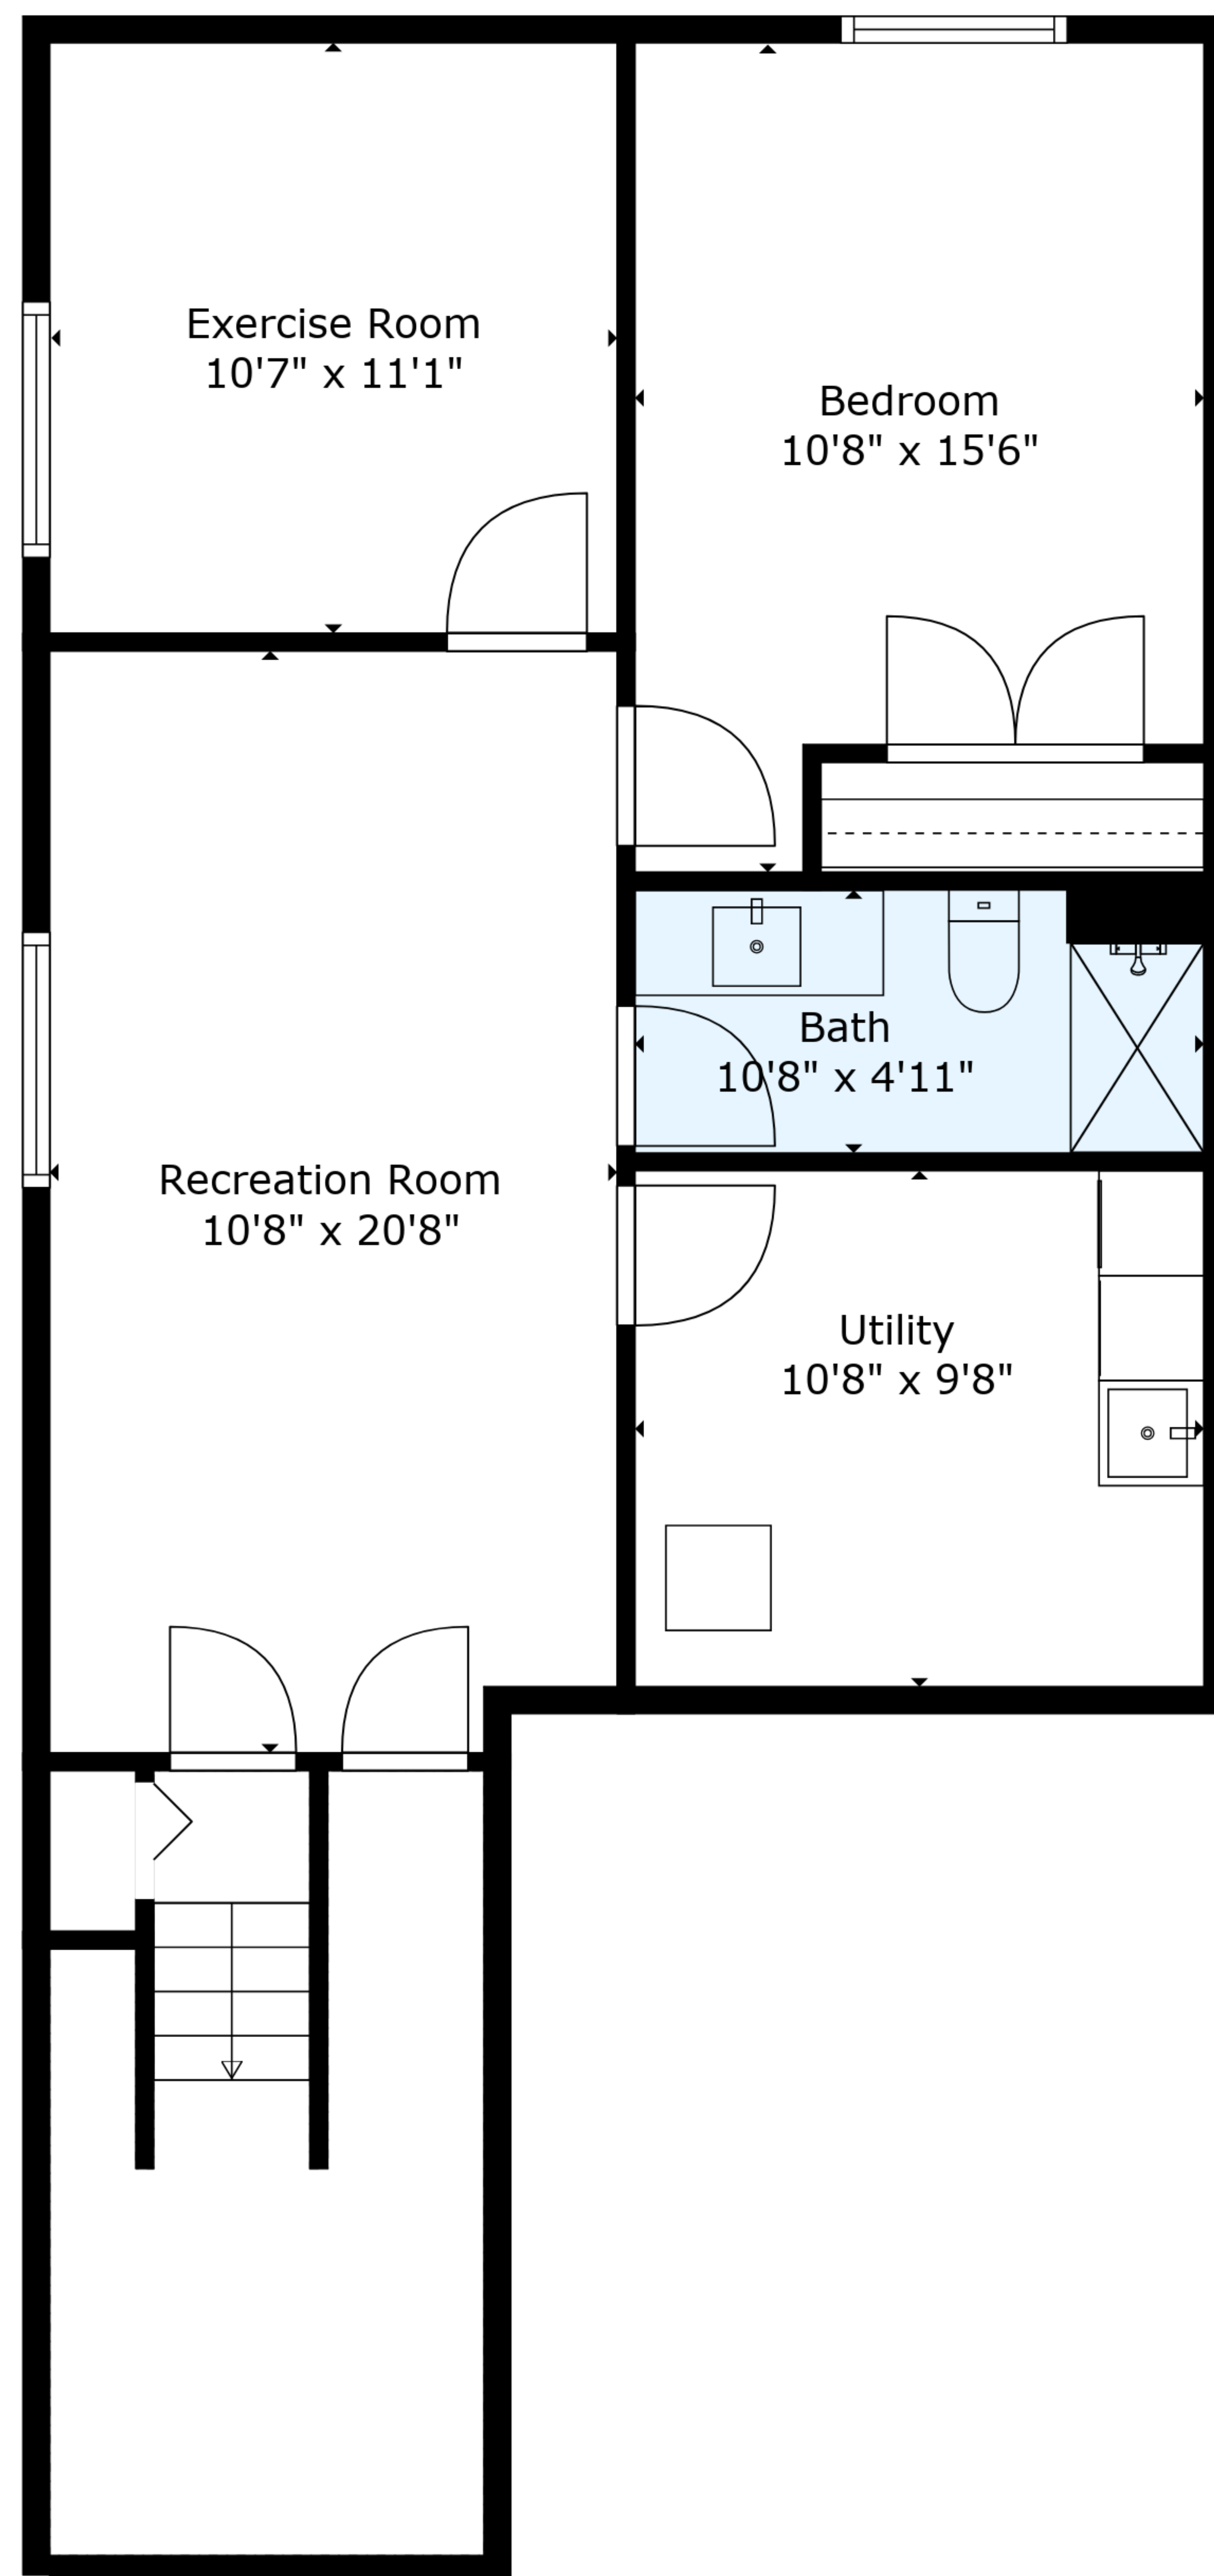 Exercise Room
10'7" x 11'1"
Bedroom
10'8" x 15'6"
Bath
10'8" x 4'11"
Recreation Room
10'8" x 20'8"
Utility
10'8" x 9'8"